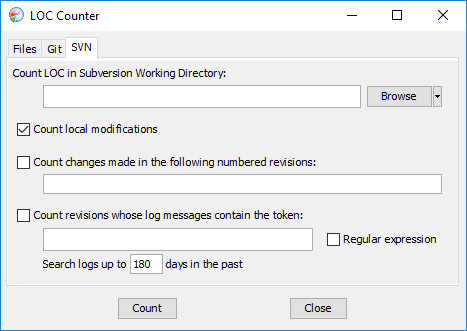 LOC Counter
Files Git SVN
Count LOC in Subversion Working Directory:
Browse
Count local modifications
Count changes made in the following numbered revisions:
Count revisions whose log messages contain the token:
Regular expression
Search logs up to 180 days in the past
Count Close